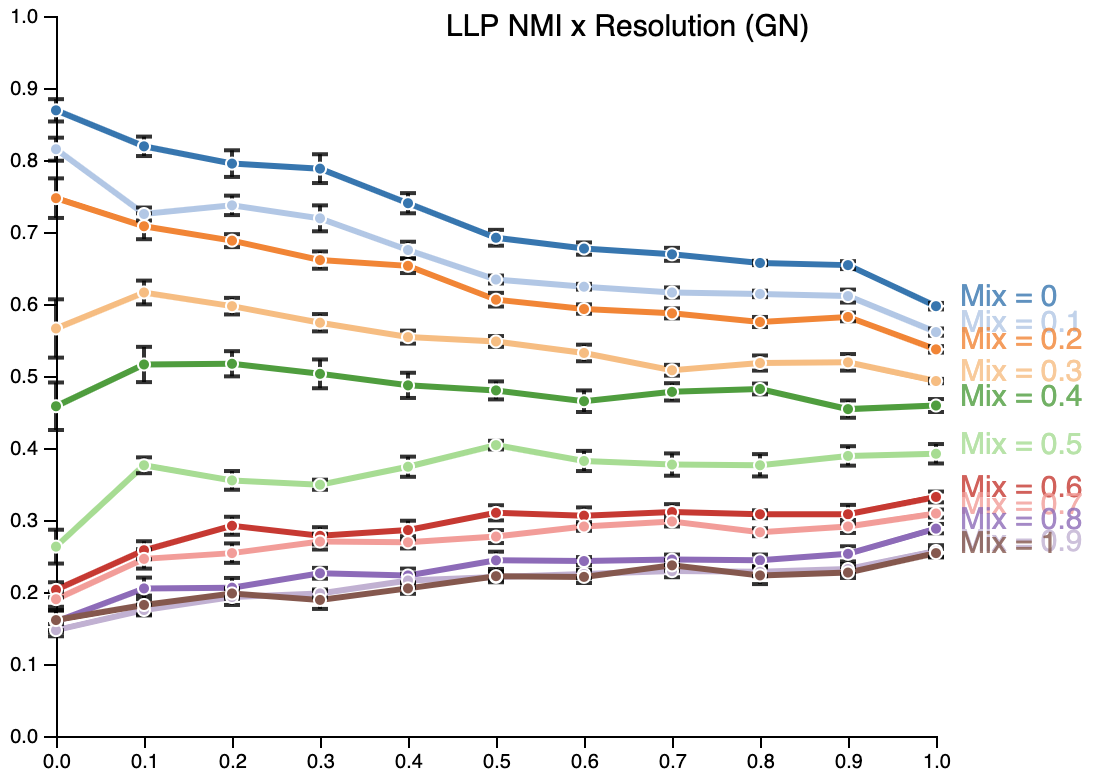 LLP NMI x Resolution (GN)
1.0
0.9
0.8
0.7
0.6
0.5
0.4
0.3
0.2
0.1
0.0
0.0 0.1 0.2 0.3 0.4 0.5 0.6 0.7 0.8 0.9 1.0
Mix = 0
Mix = 0.1
Mix = 0.2
Mix = 0.3
Mix = 0.4
Mix = 0.5
Mix = 0.6
Mix = 0.7
Mix = 0.8
Mix = 0.9
Mix = 1